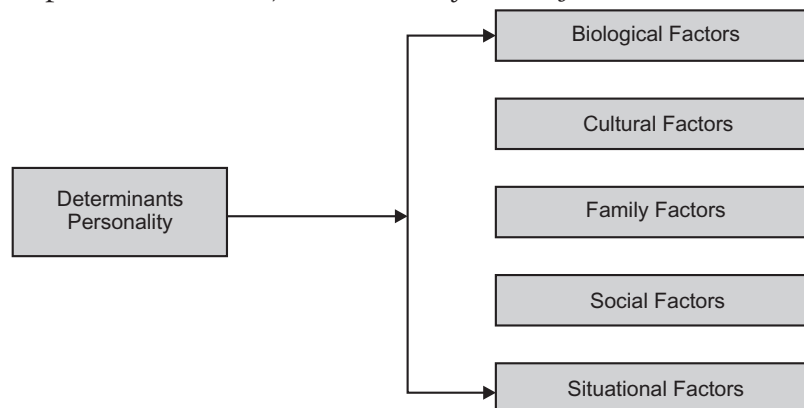 Biological Factors
Cultural Factors
Determinants
Personality
Family Factors
Social Factors
Situational Factors